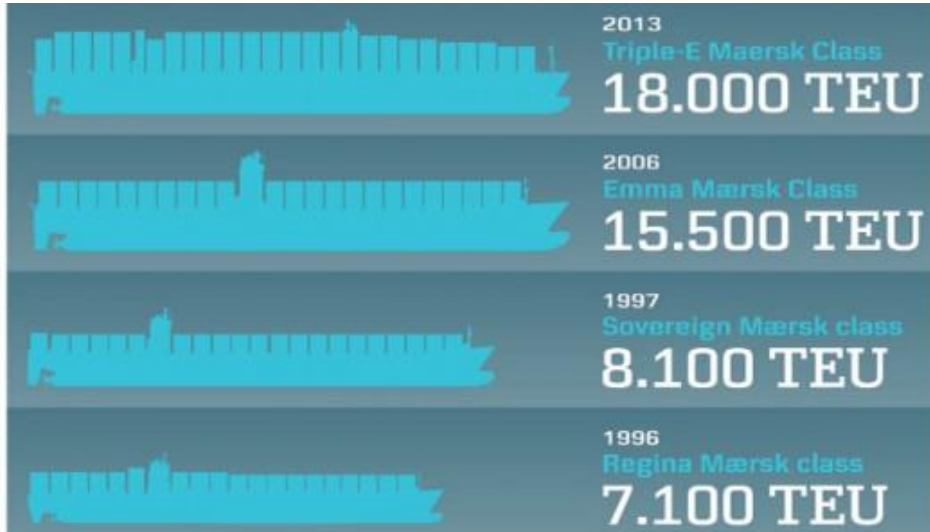 2013
Triple-E Maersk Class
18.000 TEU
2006
Emma Mærsk Class
15.500 TEU
1997
Sovereign Mærsk class
8.100 TEU
1996
Regina Mærsk class
7.100 TEU